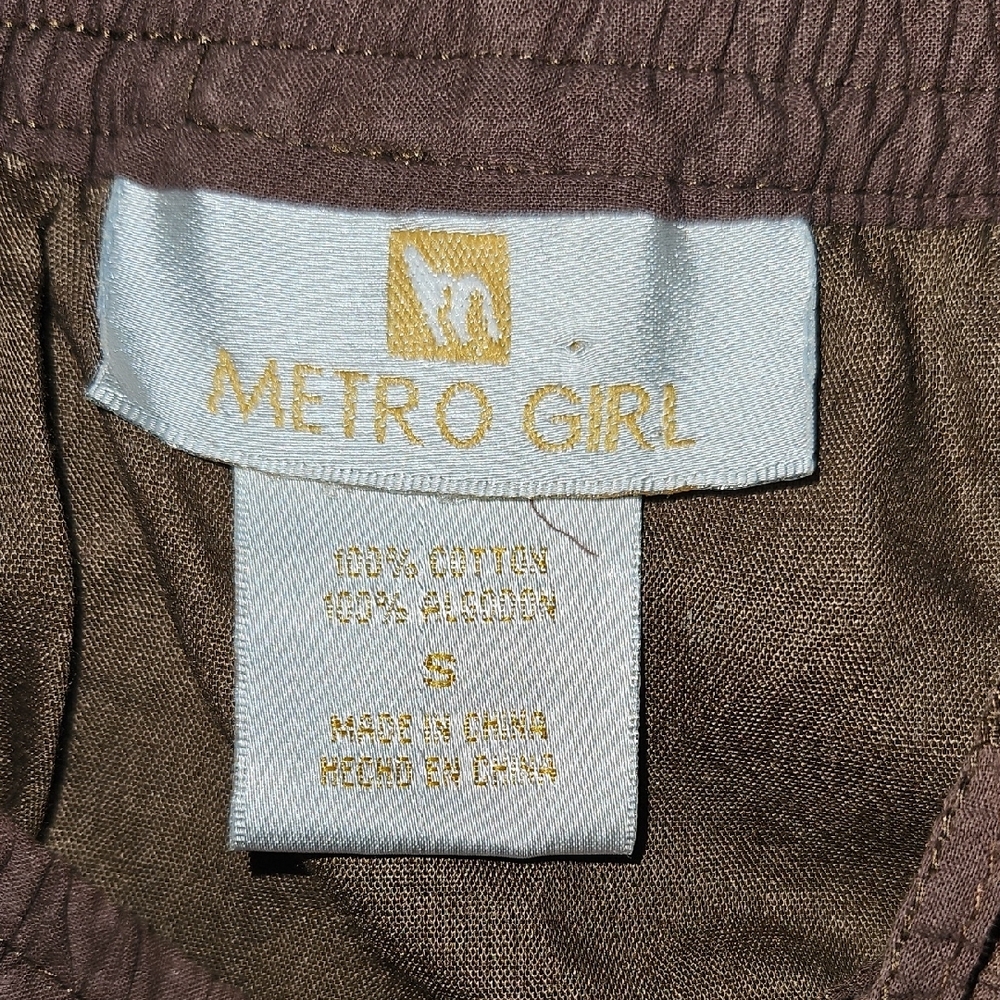 METRO GIRL
100% COTTON
100% ALGODON
S
MADE IN CHINA
HECHO EN CHINA